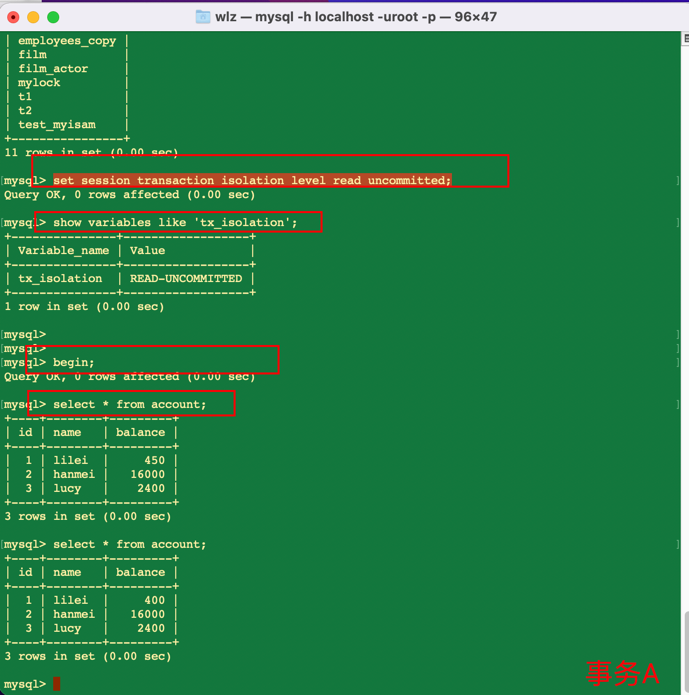 wlz — mysql -h localhost -uroot -p — 96×47
| employees_copy |
| film           |
| film_actor     |
| mylock         |
| t1             |
| t2             |
| test_myisam    |
+----------------+
11 rows in set (0.00 sec)
mysql> set session transaction isolation level read uncommitted;
Query OK, 0 rows affected (0.00 sec)
mysql> show variables like 'tx_isolation';
+---------------+------------------+
| Variable_name | Value            |
+---------------+------------------+
| tx_isolation  | READ-UNCOMMITTED |
+---------------+------------------+
1 row in set (0.00 sec)
mysql>
mysql>
mysql> begin;
Query OK, 0 rows affected (0.00 sec)
mysql> select * from account;
+----+--------+---------+
| id | name   | balance |
+----+--------+---------+
|  1 | lilei  |     450 |
|  2 | hanmei |   16000 |
|  3 | lucy   |    2400 |
+----+--------+---------+
3 rows in set (0.00 sec)
mysql> select * from account;
+----+--------+---------+
| id | name   | balance |
+----+--------+---------+
|  1 | lilei  |     400 |
|  2 | hanmei |   16000 |
|  3 | lucy   |    2400 |
+----+--------+---------+
3 rows in set (0.00 sec)
mysql>
事务A